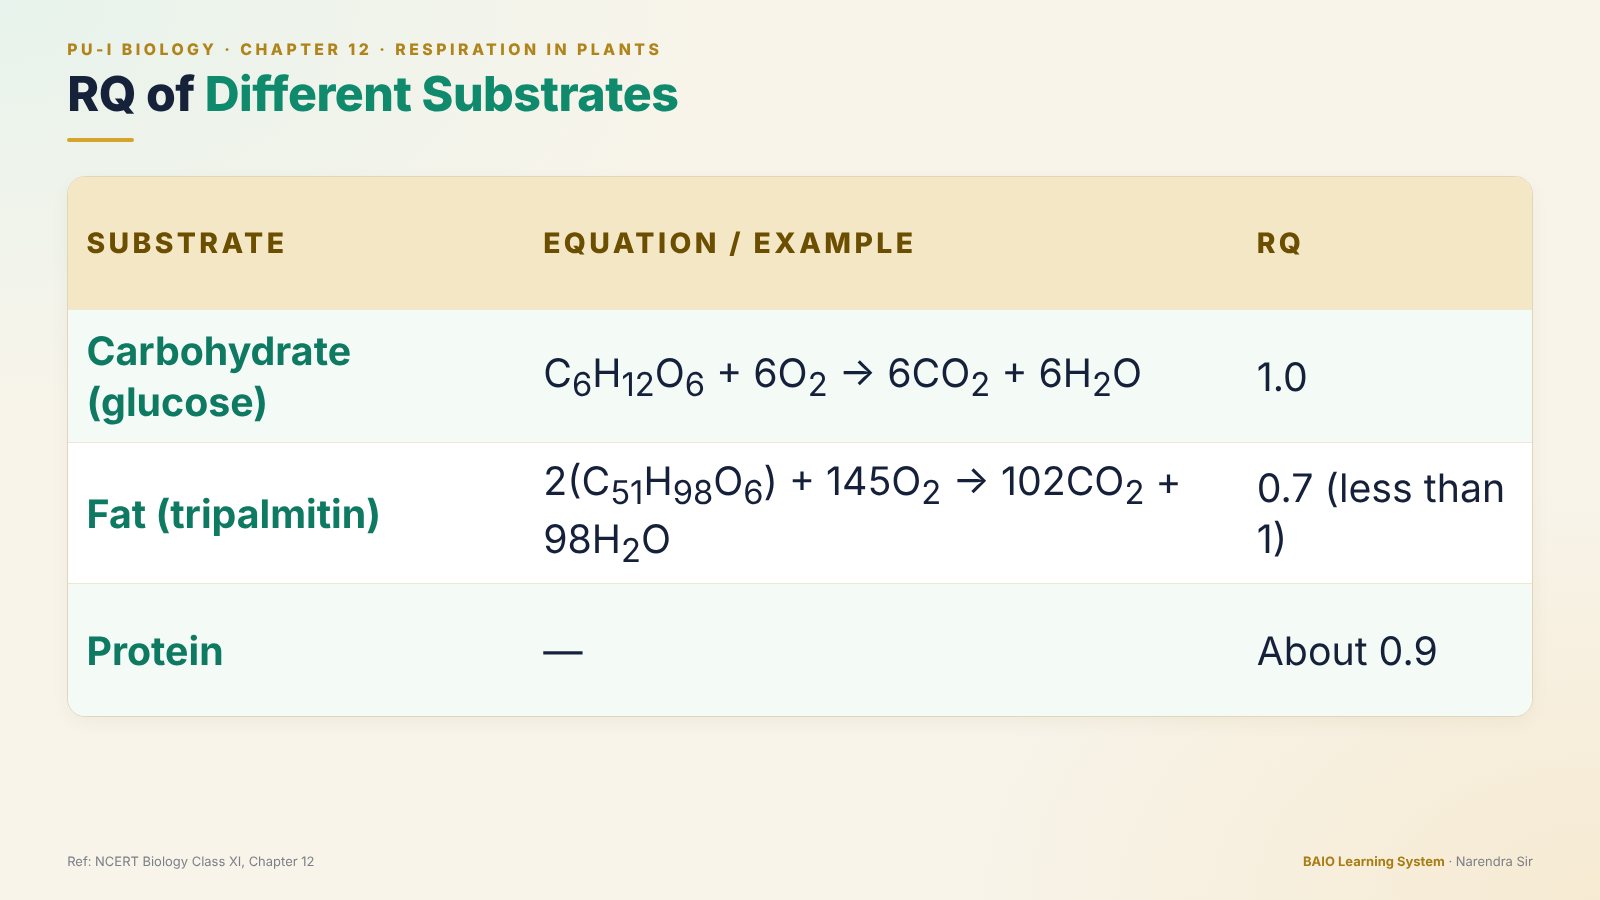 PU-I BIOLOGY · CHAPTER 12 · RESPIRATION IN PLANTS
RQ of Different Substrates
SUBSTRATE EQUATION / EXAMPLE RQ
Carbohydrate
(glucose)
C₆H₁₂O₆ + 6O₂ → 6CO₂ + 6H₂O
1.0
Fat (tripalmitin)
2(C₅₁H₉₈O₆) + 145O₂ → 102CO₂ +
98H₂O
0.7 (less than
1)
Protein — About 0.9
Ref: NCERT Biology Class XI, Chapter 12
BAIO Learning System · Narendra Sir